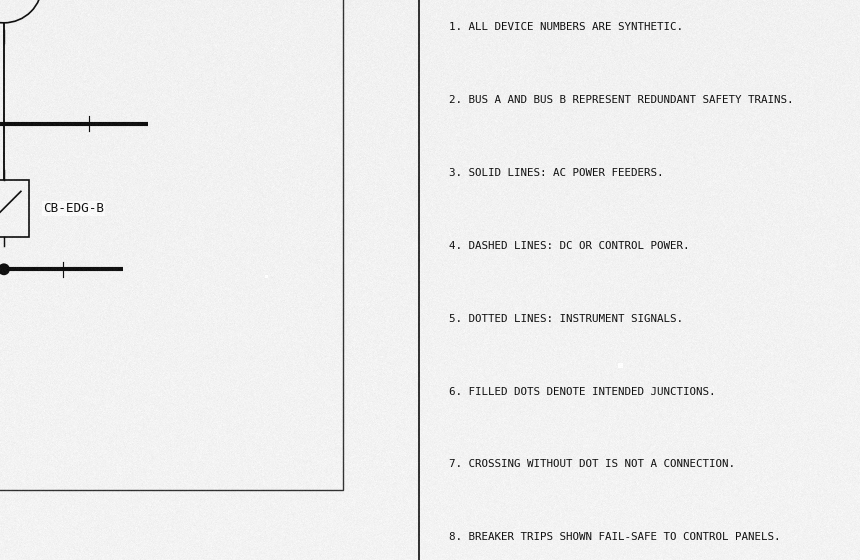 CB-EDG-B
1. ALL DEVICE NUMBERS ARE SYNTHETIC.
2. BUS A AND BUS B REPRESENT REDUNDANT SAFETY TRAINS.
3. SOLID LINES: AC POWER FEEDERS.
4. DASHED LINES: DC OR CONTROL POWER.
5. DOTTED LINES: INSTRUMENT SIGNALS.
6. FILLED DOTS DENOTE INTENDED JUNCTIONS.
7. CROSSING WITHOUT DOT IS NOT A CONNECTION.
8. BREAKER TRIPS SHOWN FAIL-SAFE TO CONTROL PANELS.